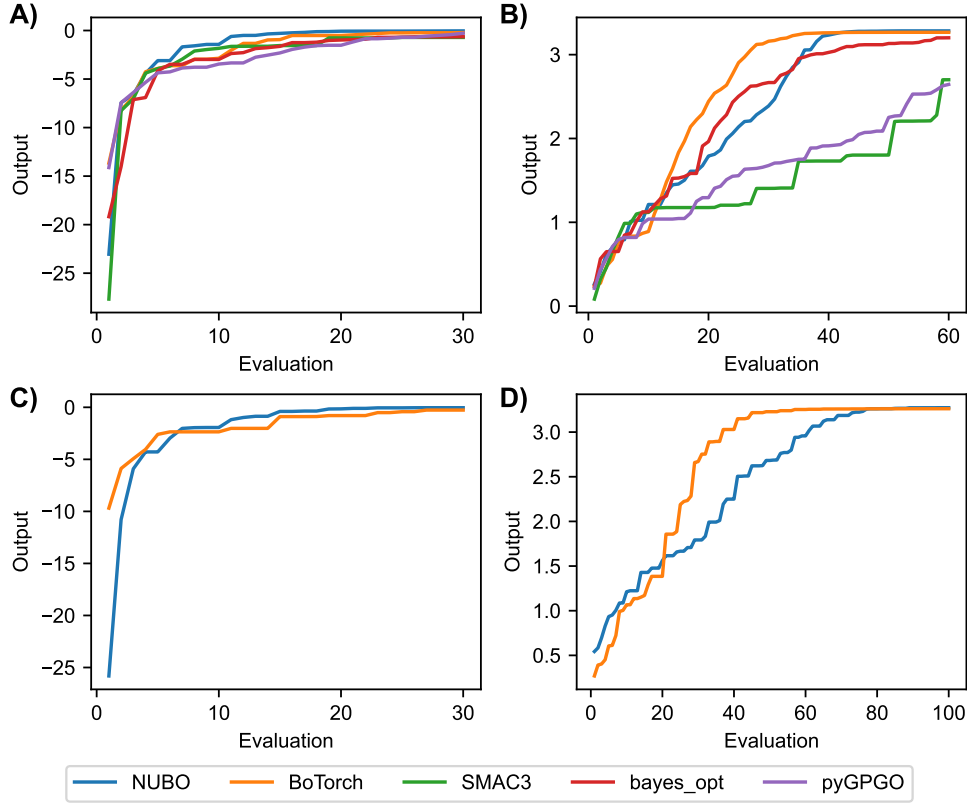 A)
0
−5
−10
−15
−20
−25
Output
0
10
20
30
Evaluation
B)
3
2
1
0
Output
0
20
40
60
Evaluation
C)
0
−5
−10
−15
−20
−25
Output
0
10
20
30
Evaluation
D)
3.0
2.5
2.0
1.5
1.0
0.5
Output
0
20
40
60
80
100
Evaluation
NUBO
BoTorch
SMAC3
bayes_opt
pyGPGO